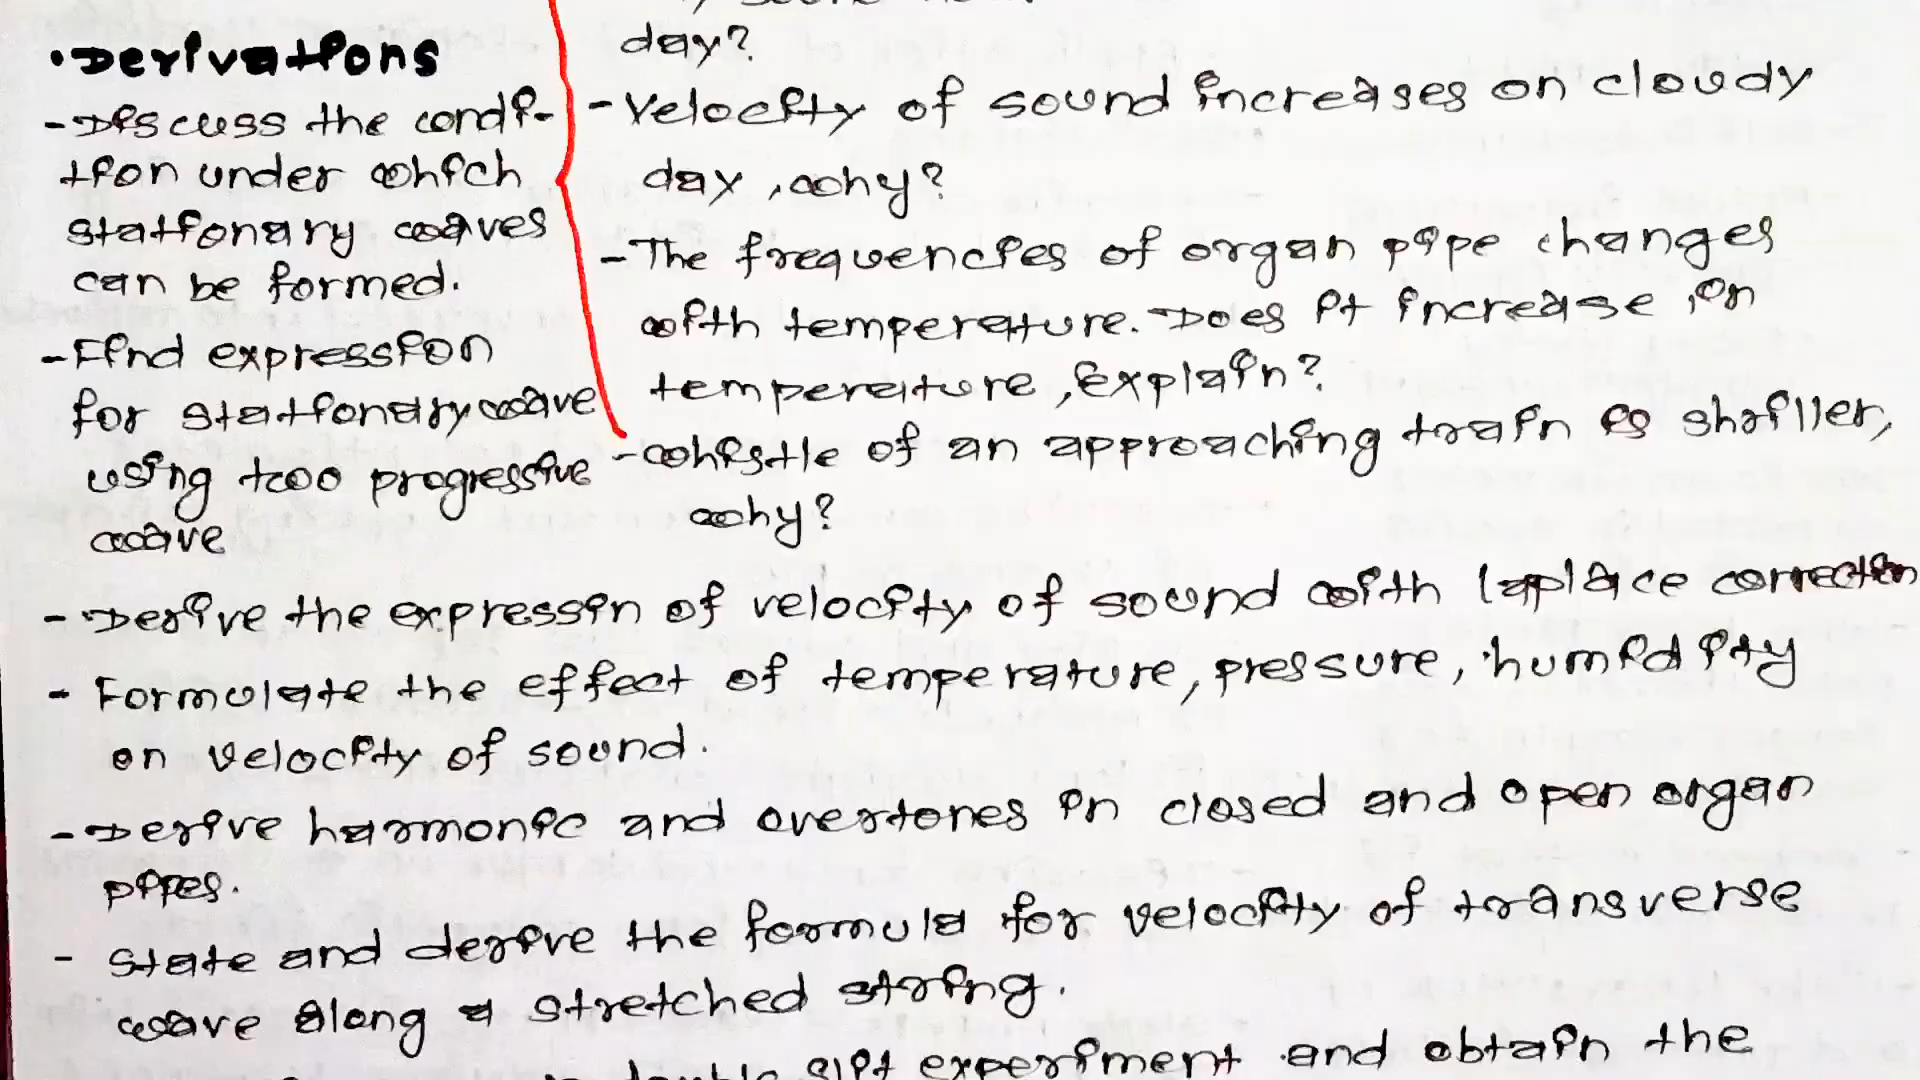 • Derivations
- Discuss the condi-
tion under which
stationary waves
can be formed.
- Find expression
for stationary wave
using two progressive
wave
day?
- Velocity of sound increases on cloudy
day, why?
- The frequencies of organ pipe changes
with temperature. Does it increase in
temperature, Explain?
- whistle of an approaching train is shriller,
why?
- Derive the expressin of velocity of sound with laplace correction
- Formulate the effect of temperature, pressure, humidity
on velocity of sound.
- Derive harmonic and overtones in closed and open organ
pipes.
- State and derive the formula for velocity of transverse
wave along a stretched string.
double slit experiment and obtain the